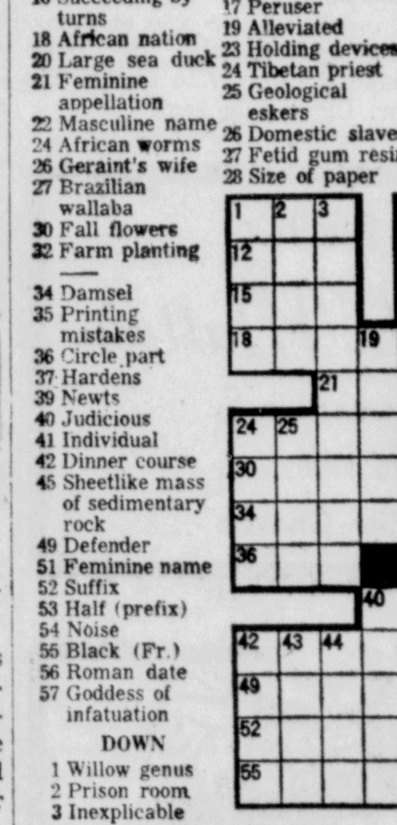 16 Succeeding by
turns
18 African nation
20 Large sea duck
21 Feminine
appellation
22 Masculine name
24 African worms
26 Geraint's wife
27 Brazilian
wallaba
30 Fall flowers
32 Farm planting
34 Damsel
35 Printing
mistakes
36 Circle part
37 Hardens
39 Newts
40 Judicious
41 Individual
42 Dinner course
45 Sheetlike mass
of sedimentary
rock
49 Defender
51 Feminine name
52 Suffix
53 Half (prefix)
54 Noise
55 Black (Fr.)
56 Roman date
57 Goddess of
infatuation
DOWN
1 Willow genus
2 Prison room
3 Inexplicable
17 Peruser
19 Alleviated
23 Holding devices
24 Tibetan priest
25 Geological
eskers
26 Domestic slave
27 Fetid gum resi
28 Size of paper
1 2 3
12
15
18 19
21
24 25
30
34
36
40
42 43 44
49
52
55